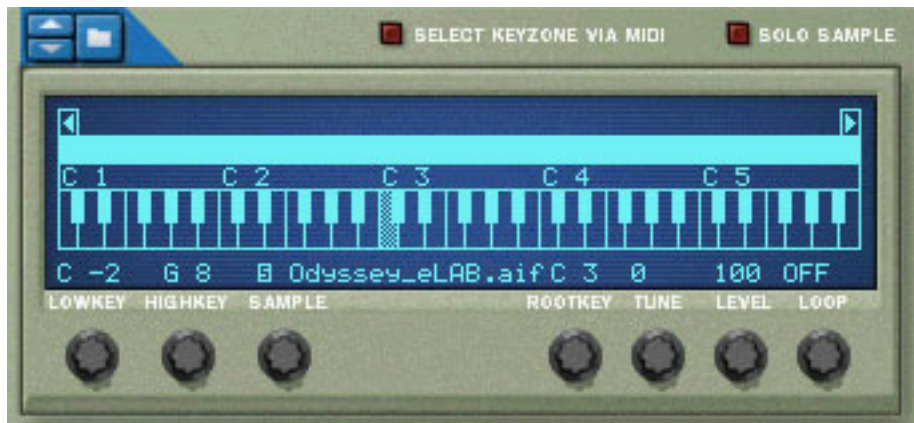 SELECT KEYZONE VIA MIDI SOLO SAMPLE
C 1 C 2 C 3 C 4 C 5
C -2 G 8 S Odyssey_eLAB.aif C 3 0 100 OFF
LOWKEY HIGHKEY SAMPLE ROOTKEY TUNE LEVEL LOOP